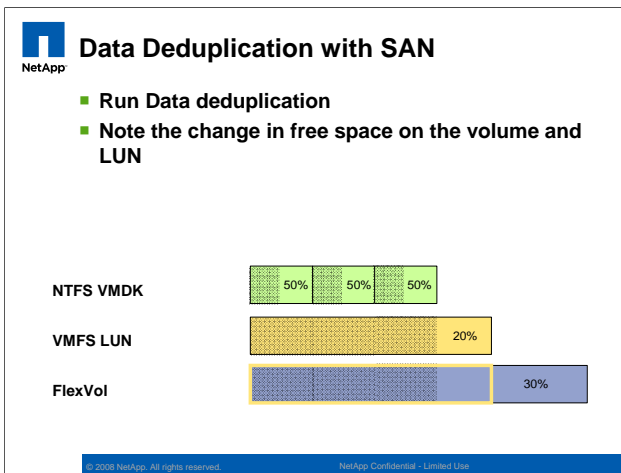 NetApp
Data Deduplication with SAN
Run Data deduplication
Note the change in free space on the volume and
LUN
NTFS VMDK
50%
50%
50%
VMFS LUN
20%
FlexVol
30%
© 2008 NetApp. All rights reserved.
NetApp Confidential - Limited Use